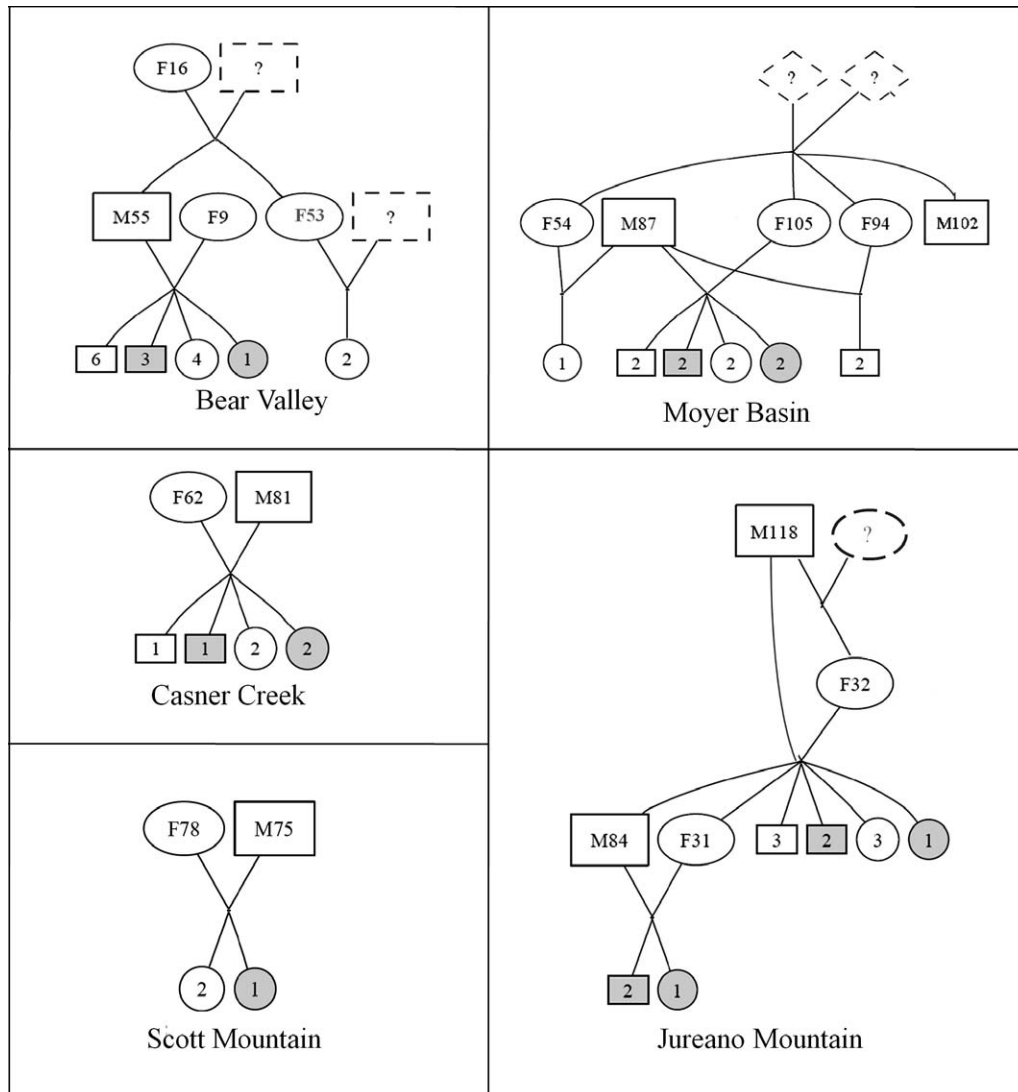 F16 ?
M55 F9 F53 ?
6 3 4 1 2
Bear Valley
? ?
F54 M87 F105 F94 M102
1 2 2 2 2 2
Moyer Basin
F62 M81
1 1 2 2
Casner Creek
F78 M75
2 1
Scott Mountain
M118 ?
F32
M84 F31 3 2 3 1
2 1
Jureano Mountain